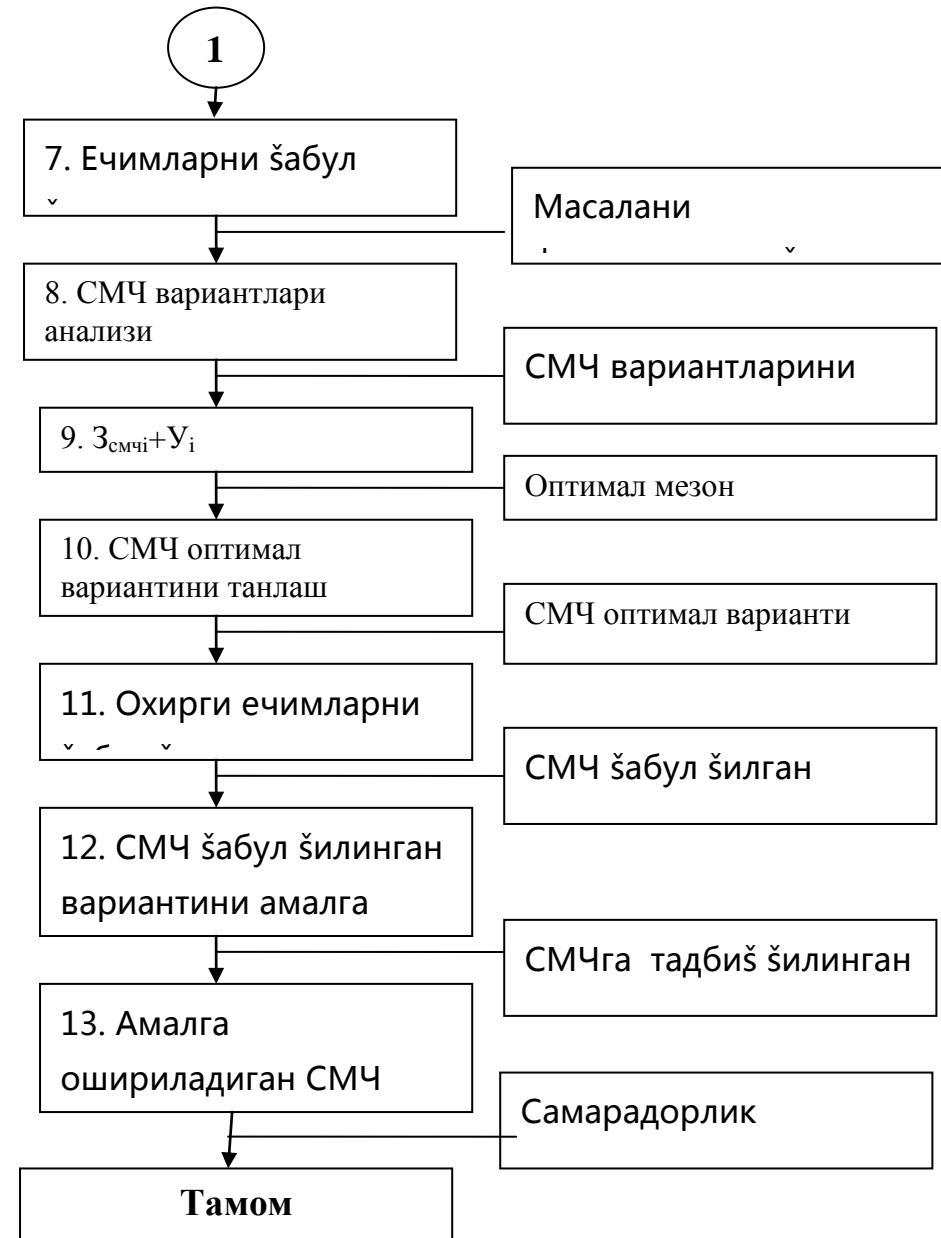 1
7. Ечимларни šабул
Масалани
8. СМЧ вариантлари
анализи
СМЧ вариантларини
9. Зсмчi+Уi
Оптимал мезон
10. СМЧ оптимал
вариантини танлаш
СМЧ оптимал варианти
11. Охирги ечимларни
СМЧ šабул šилган
12. СМЧ šабул šилинган
вариантини амалга
СМЧга тадбиš šилинган
13. Амалга
ошириладиган СМЧ
Самарадорлик
Тамом